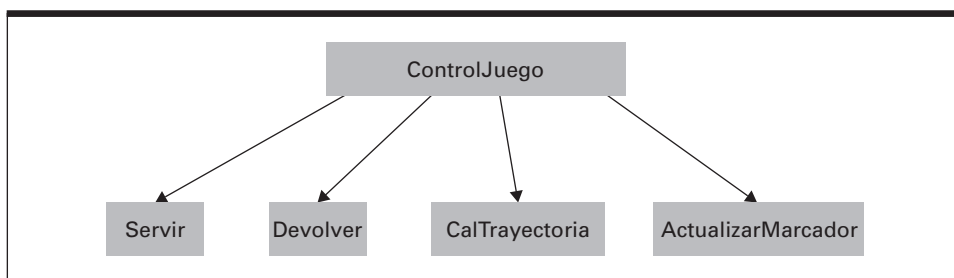 ControlJuego
Servir
Devolver
CalTrayectoria
ActualizarMarcador